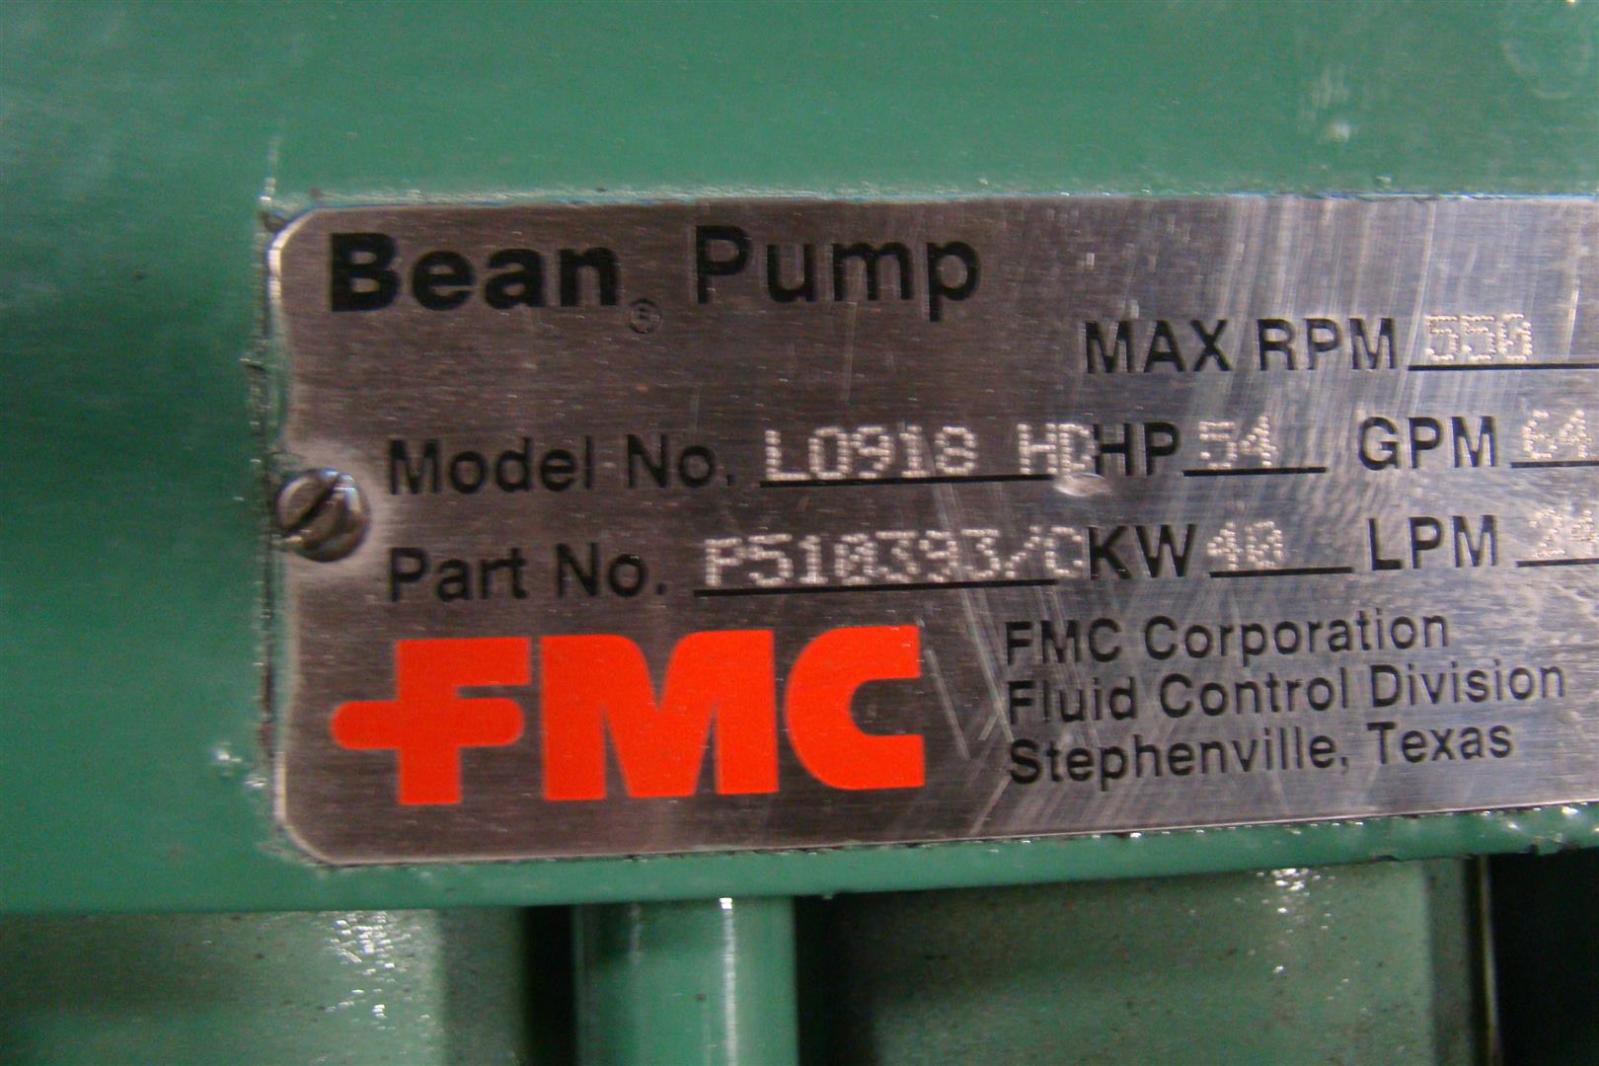 Bean® Pump
MAX RPM 550
Model No. L0918 HD HP 54 GPM 64
Part No. P510393/C KW 40 LPM
FMC
FMC Corporation
Fluid Control Division
Stephenville, Texas